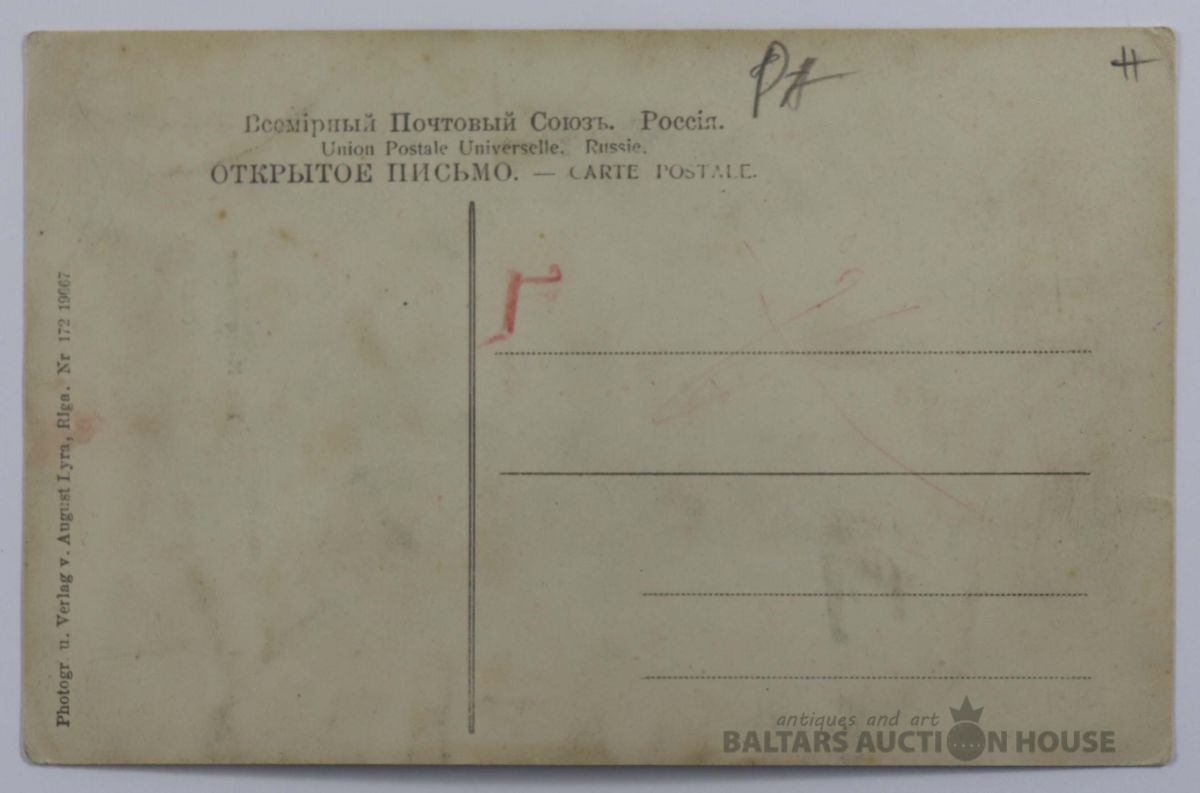 Всемірный Почтовый Союзъ. Россія.
Union Postale Universelle. Russie.
ОТКРЫТОЕ ПИСЬМО. — CARTE POSTALE.
Photogr u. Verlag v. August Lyra, Riga. Nr 172 19667
antiques and art
BALTARS AUCTION HOUSE